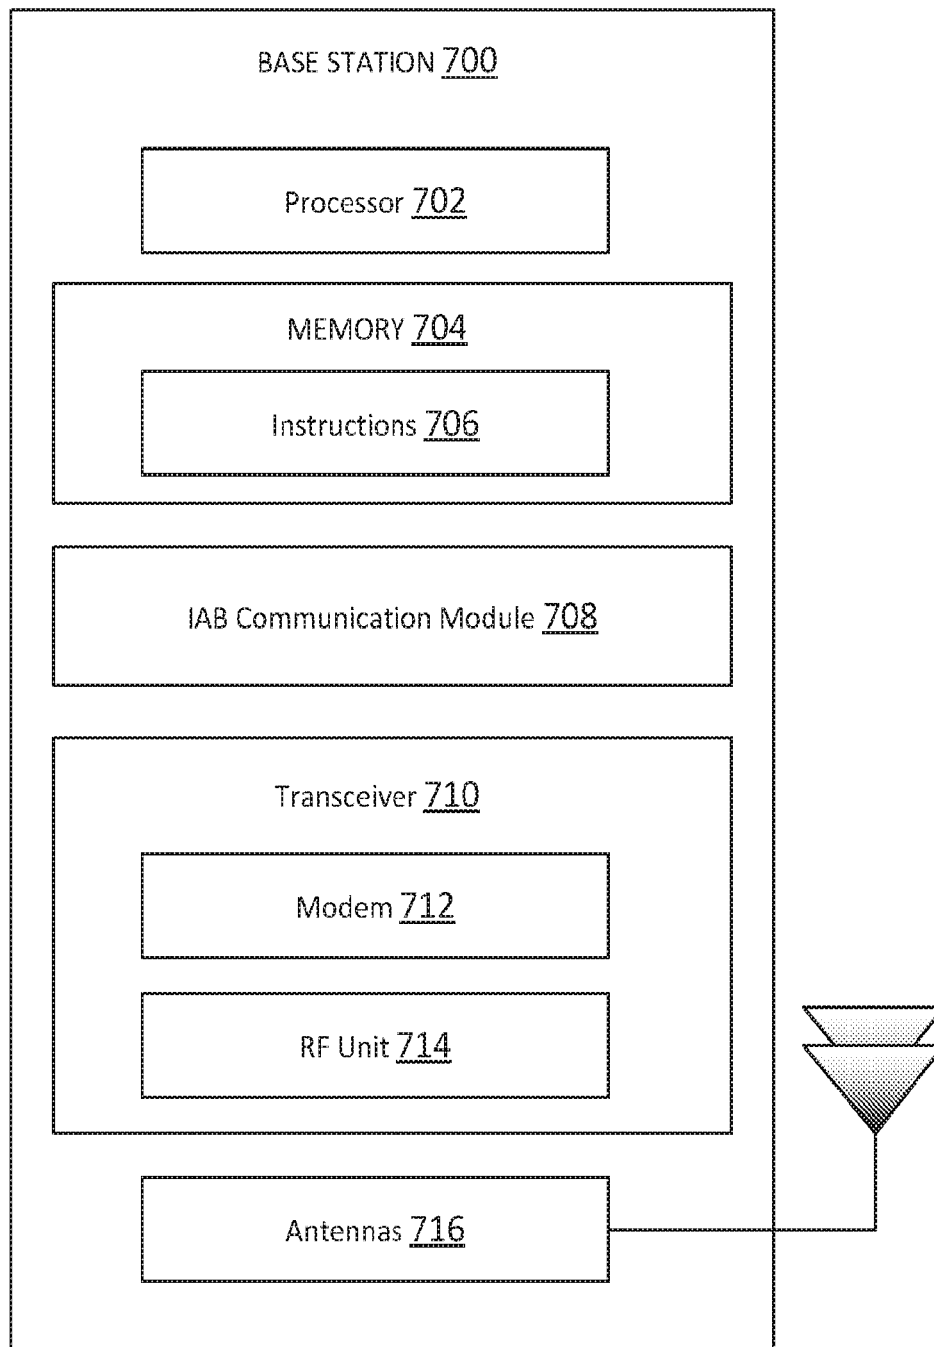 BASE STATION 700
Processor 702
MEMORY 704
Instructions 706
IAB Communication Module 708
Transceiver 710
Modem 712
RF Unit 714
Antennas 716